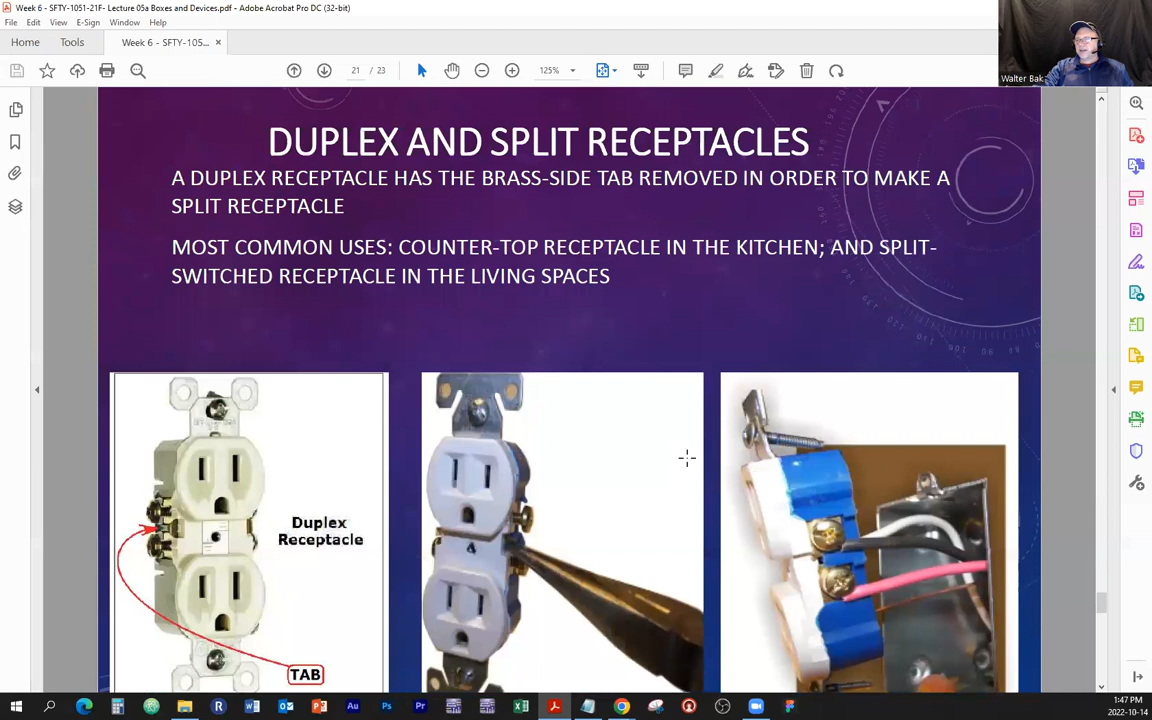 Week 6 - SFTY-1051-21F- Lecture 05a Boxes and Devices.pdf - Adobe Acrobat Pro DC (32-bit)
File Edit View E-Sign Window Help
Home Tools Week 6 - SFTY-105... ×
21 / 23 125%
Walter Bak
DUPLEX AND SPLIT RECEPTACLES
A DUPLEX RECEPTACLE HAS THE BRASS-SIDE TAB REMOVED IN ORDER TO MAKE A
SPLIT RECEPTACLE
MOST COMMON USES: COUNTER-TOP RECEPTACLE IN THE KITCHEN; AND SPLIT-
SWITCHED RECEPTACLE IN THE LIVING SPACES
Duplex
Receptacle
TAB
1:47 PM
2022-10-14